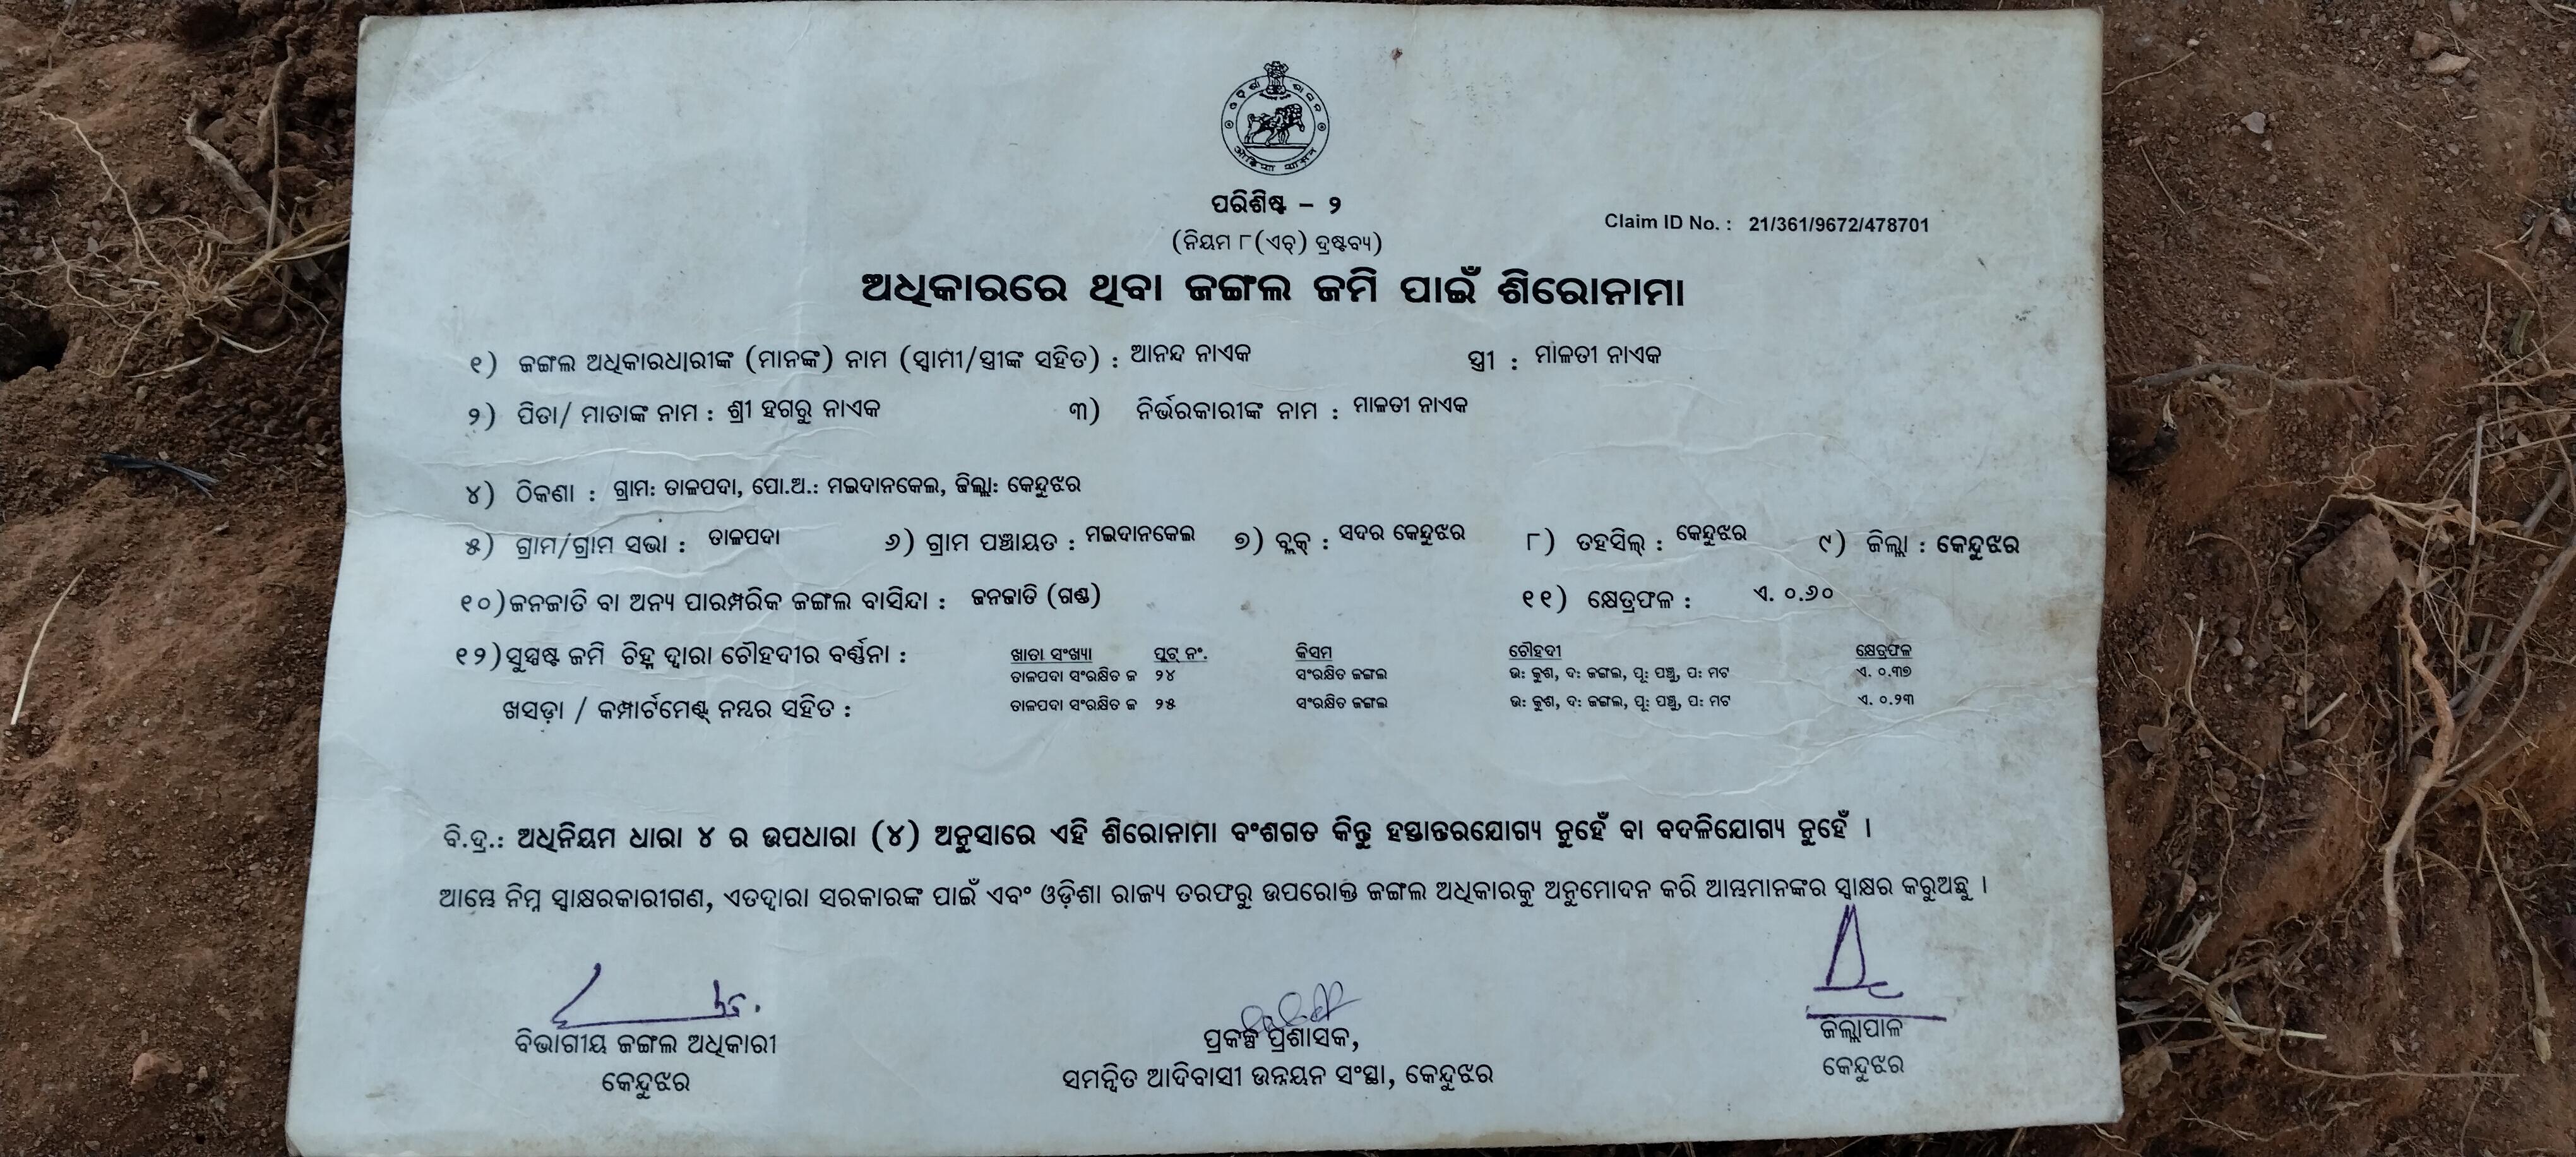 ଓଡ଼ିଶା ଶାସନ
ओड़िशा शासन
ପରିଶିଷ୍ଟ – ୨
Claim ID No. : 21/361/9672/478701
(ନିୟମ ୮(ଏଚ୍) ଦ୍ରଷ୍ଟବ୍ୟ)
ଅଧିକାରରେ ଥିବା ଜଙ୍ଗଲ ଜମି ପାଇଁ ଶିରୋନାମା
୧) ଜଙ୍ଗଲ ଅଧିକାରଧାରୀଙ୍କ (ମାନଙ୍କ) ନାମ (ସ୍ୱାମୀ/ସ୍ତ୍ରୀଙ୍କ ସହିତ) : ଆନନ୍ଦ ନାଏକ ସ୍ତ୍ରୀ : ମାଳତୀ ନାଏକ
୨) ପିତା/ ମାତାଙ୍କ ନାମ : ଶ୍ରୀ ହଗରୁ ନାଏକ ୩) ନିର୍ଭରକାରୀଙ୍କ ନାମ : ମାଳତୀ ନାଏକ
୪) ଠିକଣା : ଗ୍ରାମ: ତାଳପଦା, ପୋ.ଅ.: ମଇଦାନକେଲ, ଜିଲ୍ଲା: କେନ୍ଦୁଝର
୫) ଗ୍ରାମ/ଗ୍ରାମ ସଭା : ତାଳପଦା ୬) ଗ୍ରାମ ପଞ୍ଚାୟତ : ମଇଦାନକେଲ ୭) ବ୍ଲକ୍ : ସଦର କେନ୍ଦୁଝର ୮) ତହସିଲ୍ : କେନ୍ଦୁଝର ୯) ଜିଲ୍ଲା : କେନ୍ଦୁଝର
୧୦)ଜନଜାତି ବା ଅନ୍ୟ ପାରମ୍ପରିକ ଜଙ୍ଗଲ ବାସିନ୍ଦା : ଜନଜାତି (ଗଣ୍ଡ) ୧୧) କ୍ଷେତ୍ରଫଳ : ଏ. ୦.୬୦
୧୨)ସୁସ୍ପଷ୍ଟ ଜମି ଚିହ୍ନ ଦ୍ୱାରା ଚୌହଦୀର ବର୍ଣ୍ଣନା : ଖାତା ସଂଖ୍ୟା ପ୍ଲଟ୍ ନଂ. କିସମ ଚୌହଦୀ କ୍ଷେତ୍ରଫଳ
ତାଳପଦା ସଂରକ୍ଷିତ ଜ ୨୪ ସଂରକ୍ଷିତ ଜଙ୍ଗଲ ଉ: କୁଶ, ଦ: ଜଙ୍ଗଲ, ପୂ: ପଞ୍ଚୁ, ପ: ମଟ ଏ. ୦.୩୭
ଖସଡ଼ା / କମ୍ପାର୍ଟମେଣ୍ଟ୍ ନମ୍ବର ସହିତ : ତାଳପଦା ସଂରକ୍ଷିତ ଜ ୨୫ ସଂରକ୍ଷିତ ଜଙ୍ଗଲ ଉ: କୁଶ, ଦ: ଜଙ୍ଗଲ, ପୂ: ପଞ୍ଚୁ, ପ: ମଟ ଏ. ୦.୨୩
ବି.ଦ୍ର.: ଅଧିନିୟମ ଧାରା ୪ ର ଉପଧାରା (୪) ଅନୁସାରେ ଏହି ଶିରୋନାମା ବଂଶଗତ କିନ୍ତୁ ହସ୍ତାନ୍ତରଯୋଗ୍ୟ ନୁହେଁ ବା ବଦଳିଯୋଗ୍ୟ ନୁହେଁ ।
ଆମ୍ଭେ ନିମ୍ନ ସ୍ୱାକ୍ଷରକାରୀଗଣ, ଏତଦ୍ୱାରା ସରକାରଙ୍କ ପାଇଁ ଏବଂ ଓଡ଼ିଶା ରାଜ୍ୟ ତରଫରୁ ଉପରୋକ୍ତ ଜଙ୍ଗଲ ଅଧିକାରକୁ ଅନୁମୋଦନ କରି ଆମ୍ଭମାନଙ୍କର ସ୍ୱାକ୍ଷର କରୁଅଛୁ ।
ବିଭାଗୀୟ ଜଙ୍ଗଲ ଅଧିକାରୀ
କେନ୍ଦୁଝର
ପ୍ରକଳ୍ପ ପ୍ରଶାସକ,
ସମନ୍ୱିତ ଆଦିବାସୀ ଉନ୍ନୟନ ସଂସ୍ଥା, କେନ୍ଦୁଝର
ଜିଲ୍ଲାପାଳ
କେନ୍ଦୁଝର